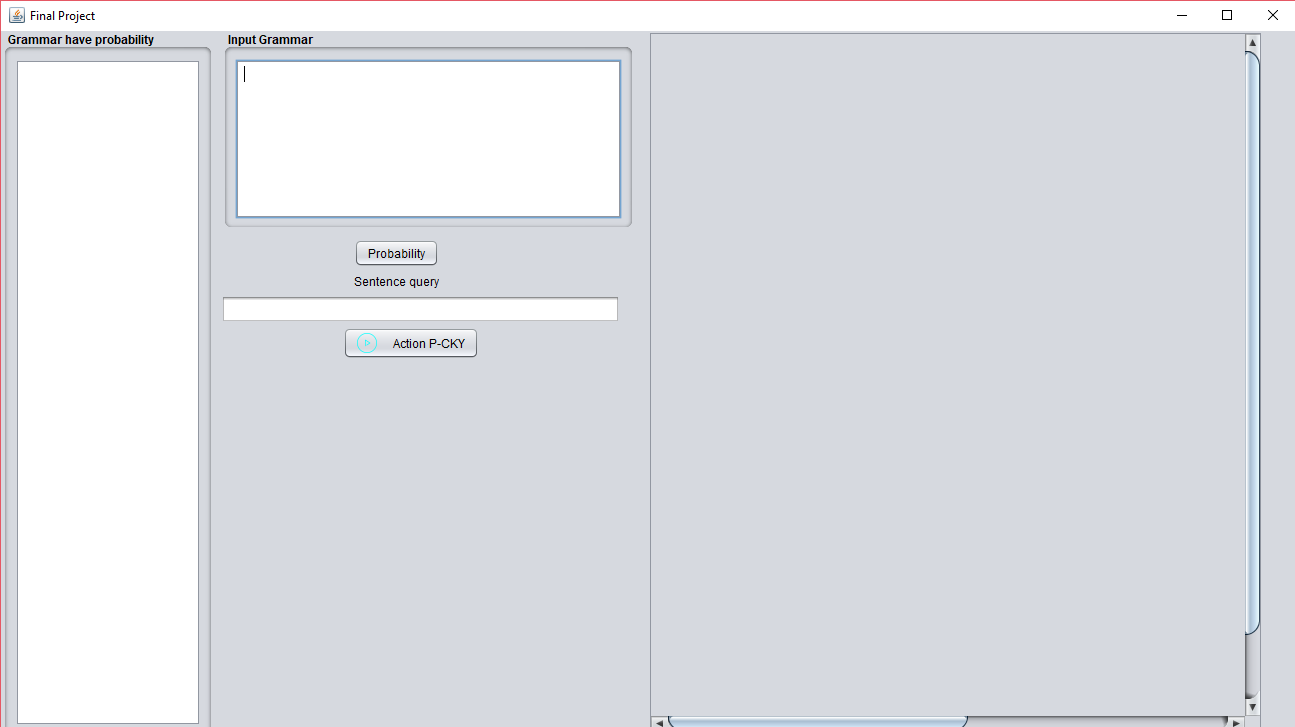 Final Project
Grammar have probability
Input Grammar
Probability
Sentence query
Action P-CKY